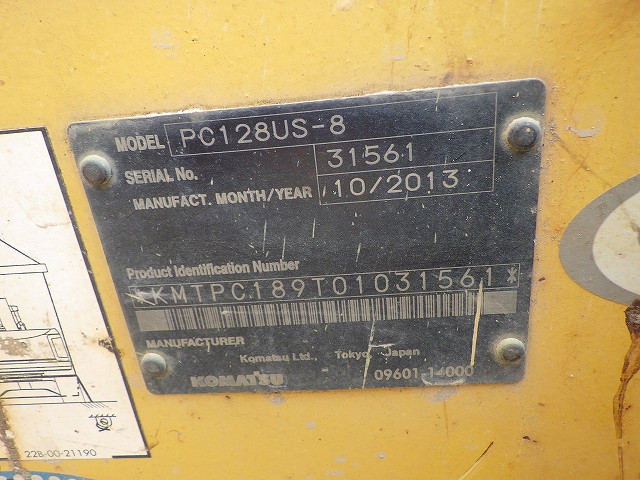 MODEL PC128US-8
SERIAL No. 31561
MANUFACT. MONTH/YEAR 10/2013
Product Identification Number
*KMTPC189T01031561*
MANUFACTURER
Komatsu Ltd., Tokyo, Japan
KOMATSU 09601-14000
22B-00-21190